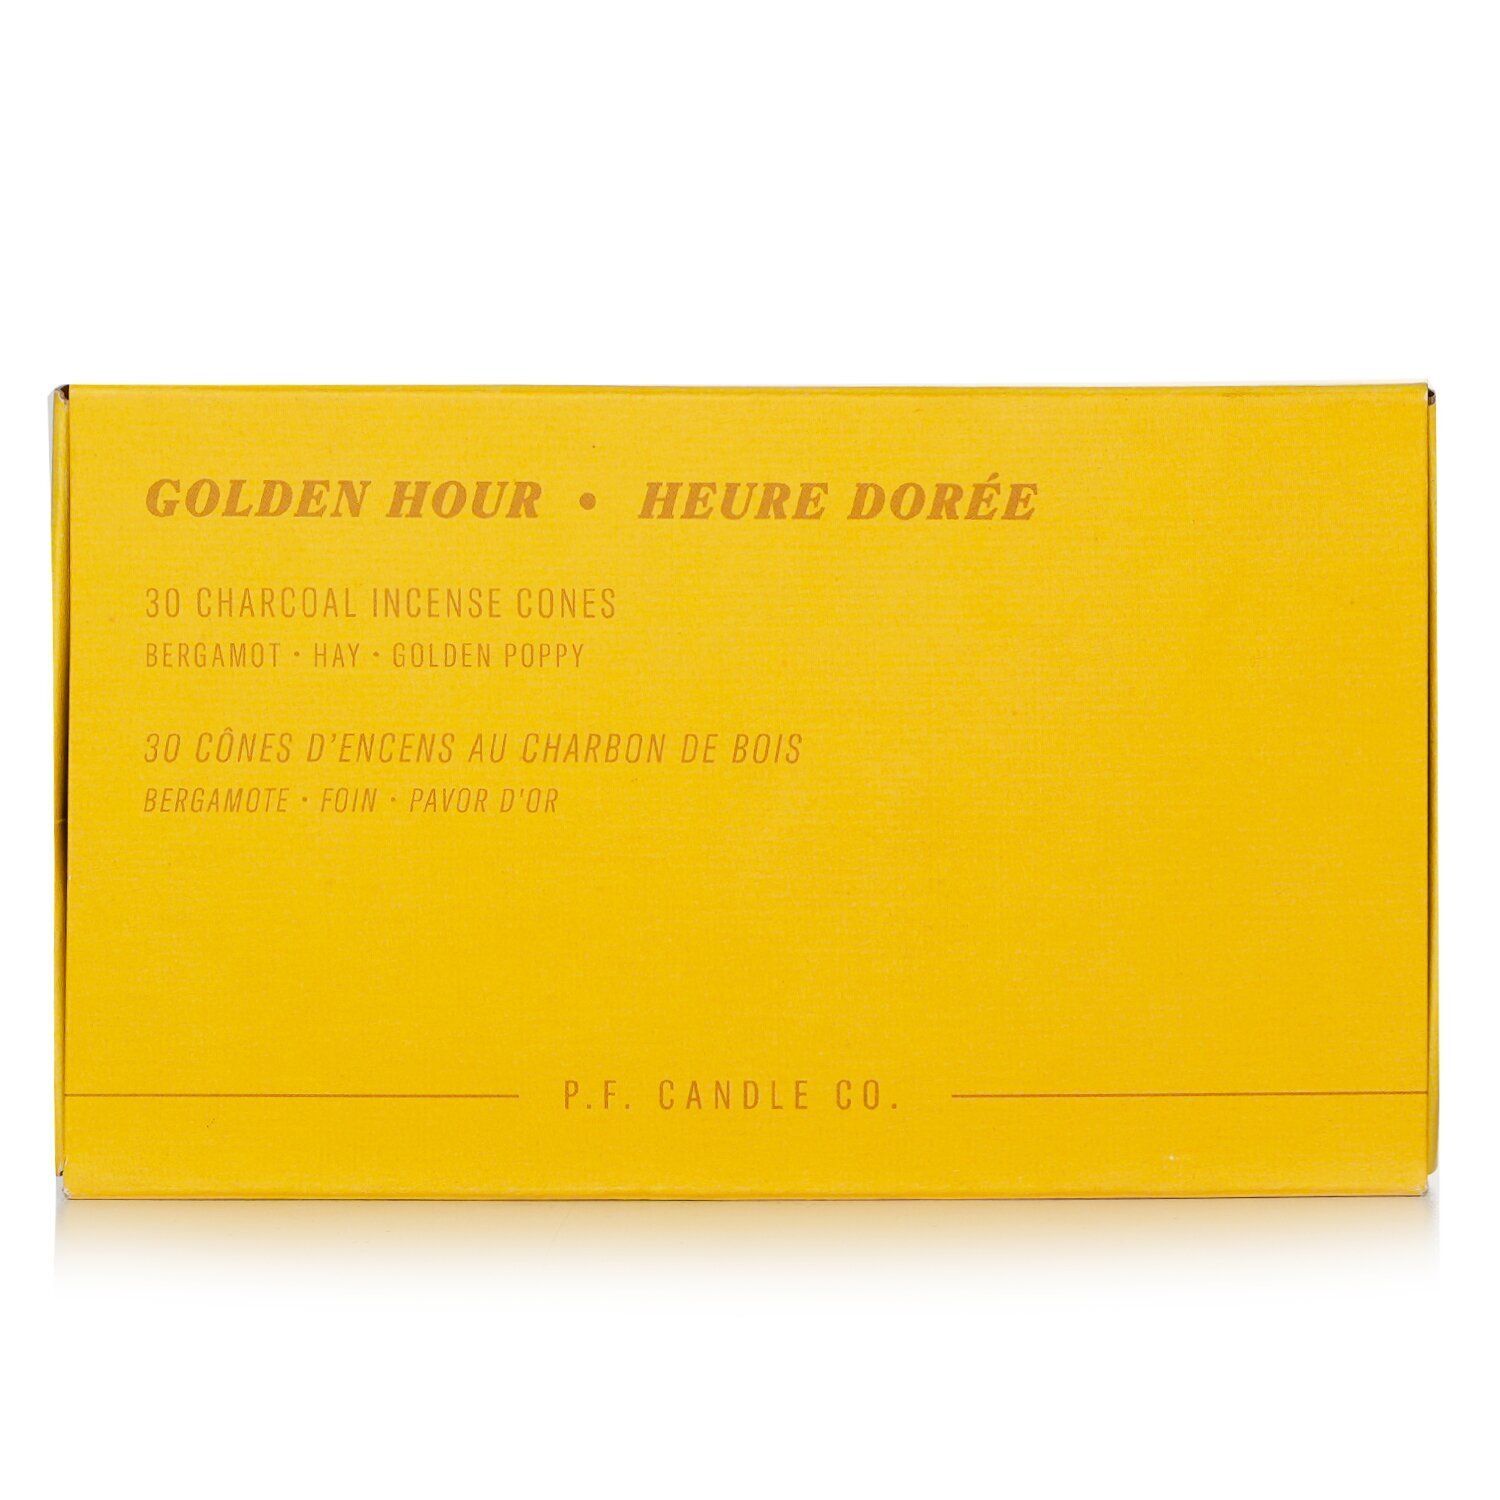 GOLDEN HOUR • HEURE DORÉE
30 CHARCOAL INCENSE CONES
BERGAMOT • HAY • GOLDEN POPPY
30 CÔNES D'ENCENS AU CHARBON DE BOIS
BERGAMOTE • FOIN • PAVOR D'OR
P.F. CANDLE CO.